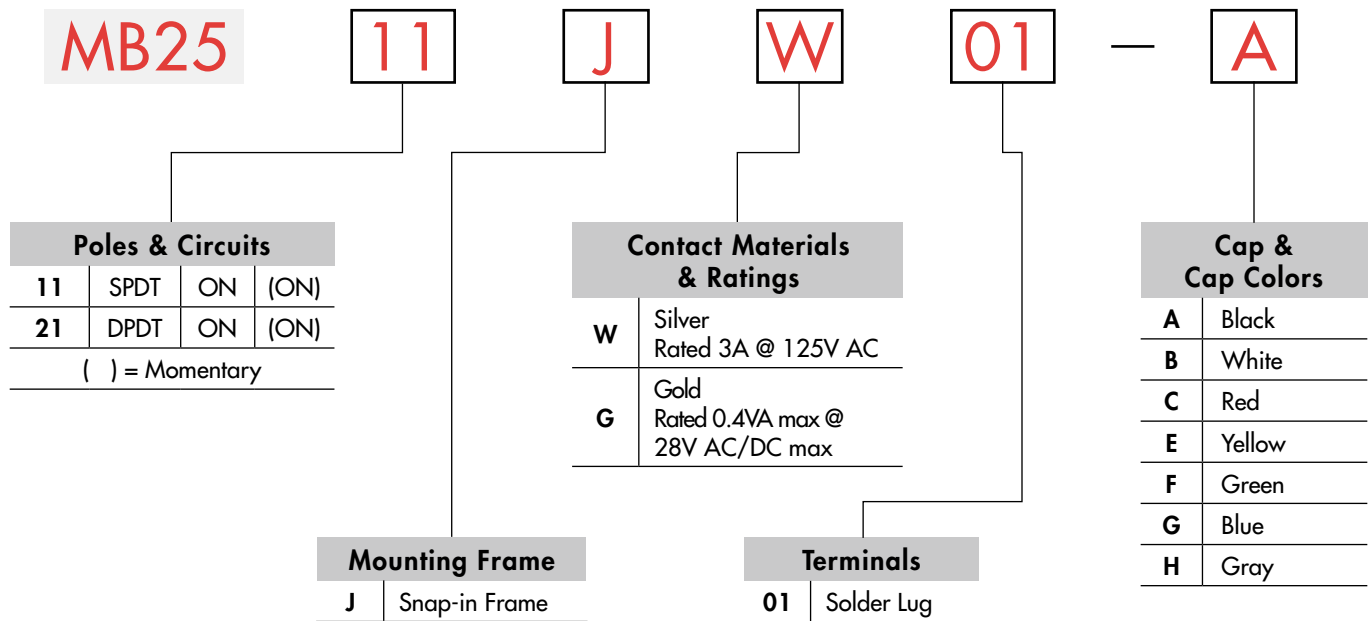 MB25 11 J W 01 — A
Poles & Circuits
11 SPDT ON (ON)
21 DPDT ON (ON)
( ) = Momentary
Mounting Frame
J Snap-in Frame
Contact Materials
& Ratings
W Silver
Rated 3A @ 125V AC
G Gold
Rated 0.4VA max @
28V AC/DC max
Terminals
01 Solder Lug
Cap &
Cap Colors
A Black
B White
C Red
E Yellow
F Green
G Blue
H Gray